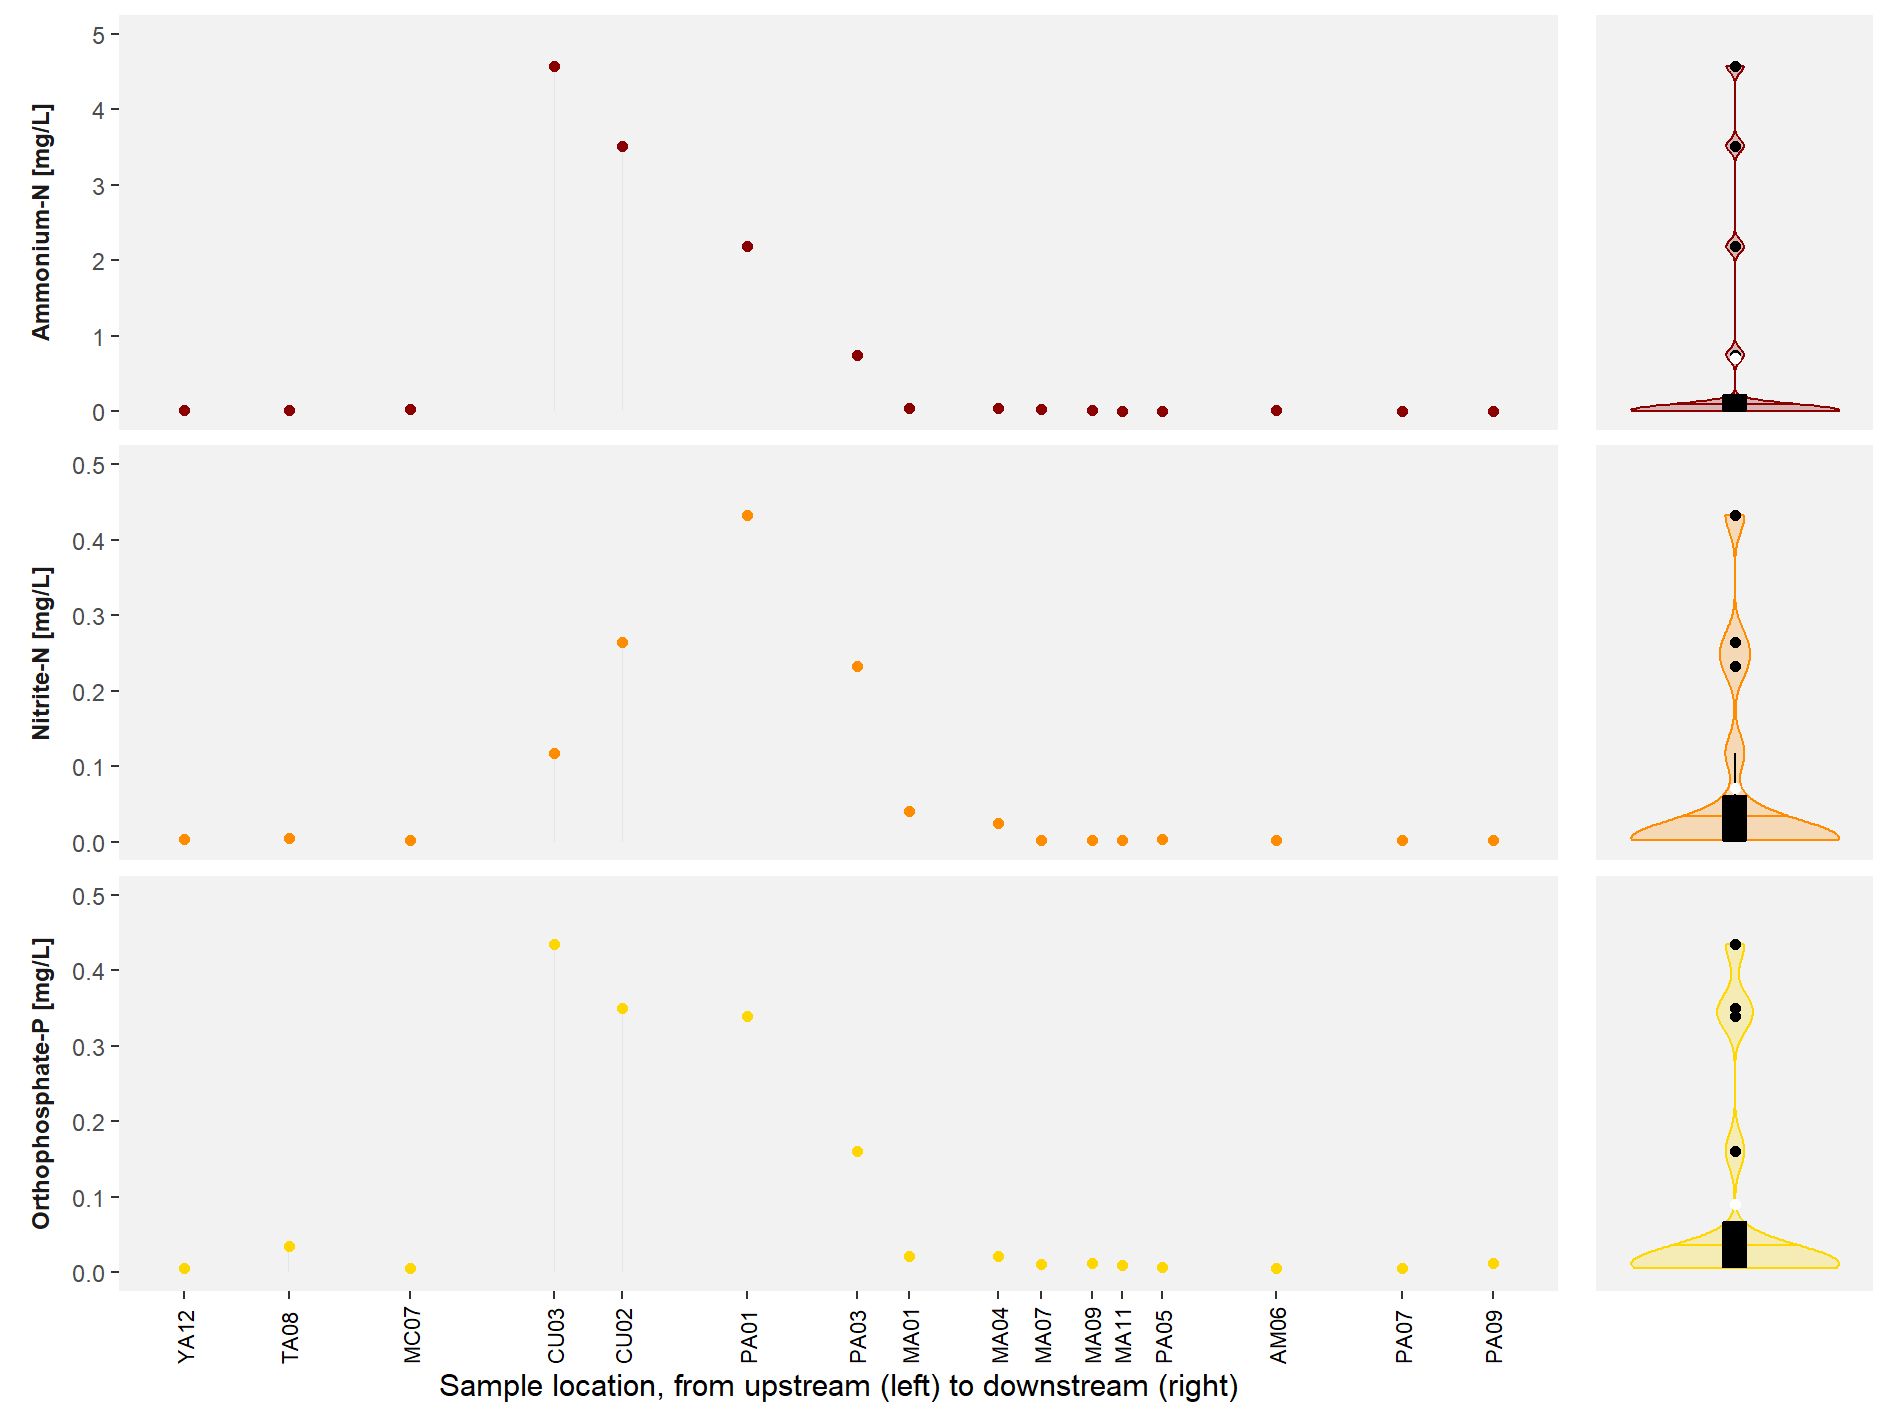 Ammonium-N [mg/L]
5
4
3
2
1
0
Nitrite-N [mg/L]
0.5
0.4
0.3
0.2
0.1
0.0
Orthophosphate-P [mg/L]
0.5
0.4
0.3
0.2
0.1
0.0
YA12
TA08
MC07
CU03
CU02
PA01
PA03
MA01
MA04
MA07
MA09
MA11
PA05
AM06
PA07
PA09
Sample location, from upstream (left) to downstream (right)